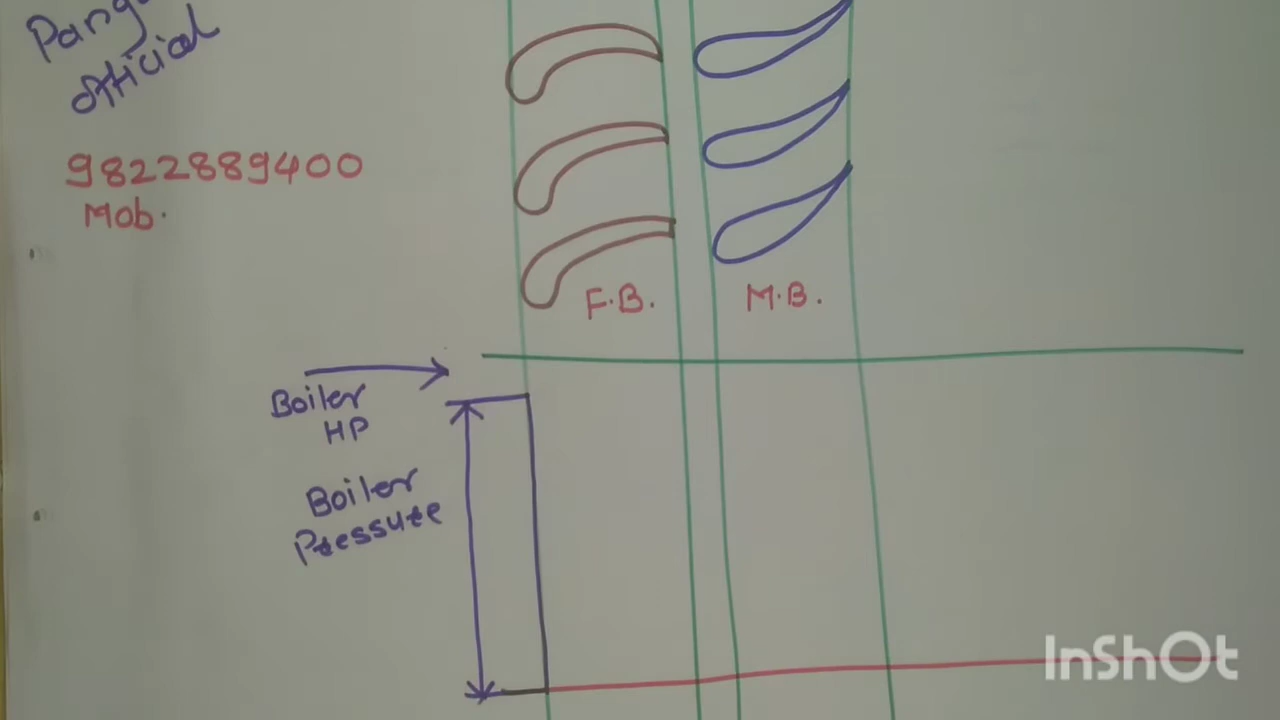 official
9822889400
Mob.
F.B.
M.B.
Boiler
HP
Boiler
Pressure
InShOt